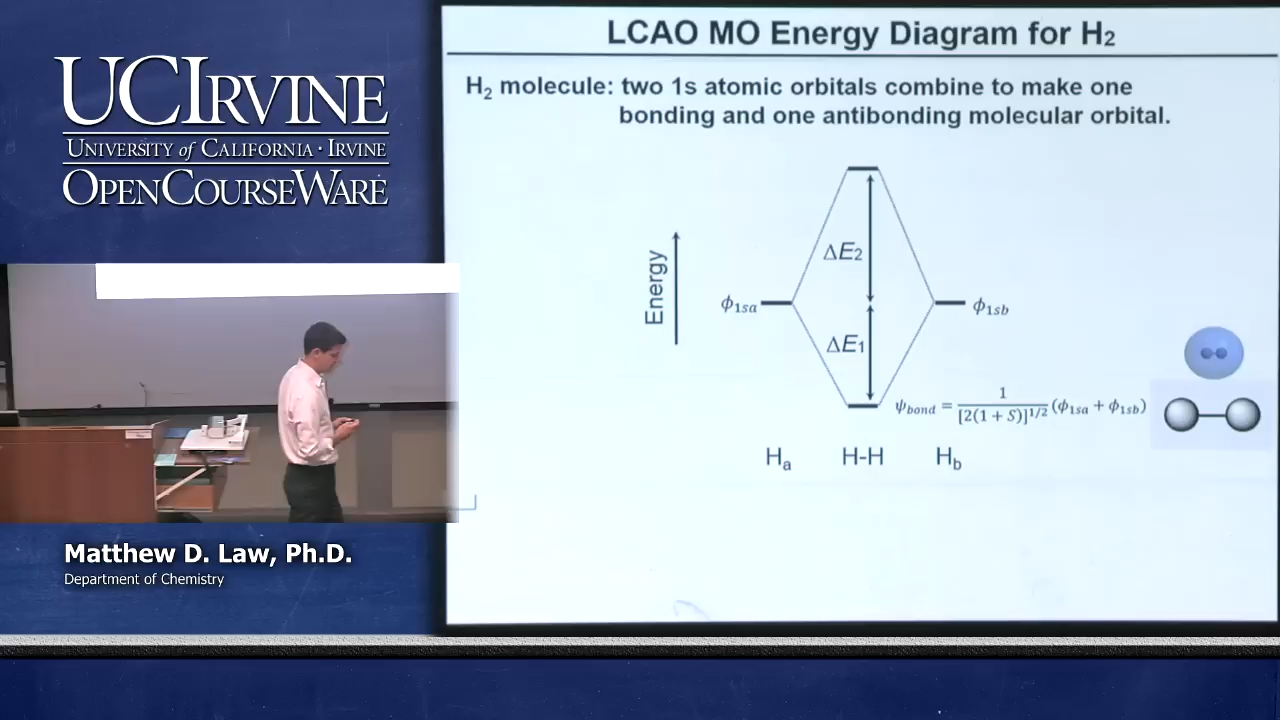 UCIRVINE
UNIVERSITY of CALIFORNIA · IRVINE
OPENCOURSEWARE
Matthew D. Law, Ph.D.
Department of Chemistry
LCAO MO Energy Diagram for H₂
H₂ molecule: two 1s atomic orbitals combine to make one
bonding and one antibonding molecular orbital.
Energy
ΔE₂
ϕ₁ₛₐ
ϕ1sb
ΔE₁
ψbond = 1/[2(1 + S)]^1/2 (ϕ1sa + ϕ1sb)
Hₐ H-H Hb